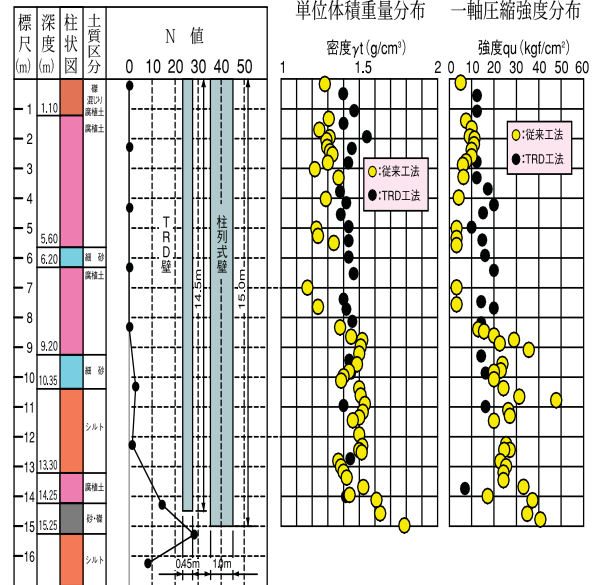 標尺(m)
深度(m)
柱状図
土質区分
N 値
0 10 20 30 40 50
単位体積重量分布
密度γt(g/cm³)
1 1.5 2
一軸圧縮強度分布
強度qu(kgf/cm²)
0 10 20 30 40 50 60
1
2
3
4
5
6
7
8
9
10
11
12
13
14
15
16
1.10
5.60
6.20
9.20
10.35
13.30
14.25
15.25
礫混じり腐植土
腐植土
細 砂
腐植土
細 砂
シルト
腐植土
砂・礫
シルト
TRD壁
14.5m
柱列式壁
15.0m
0.45m
1.0m
:従来工法
:TRD工法
:従来工法
:TRD工法